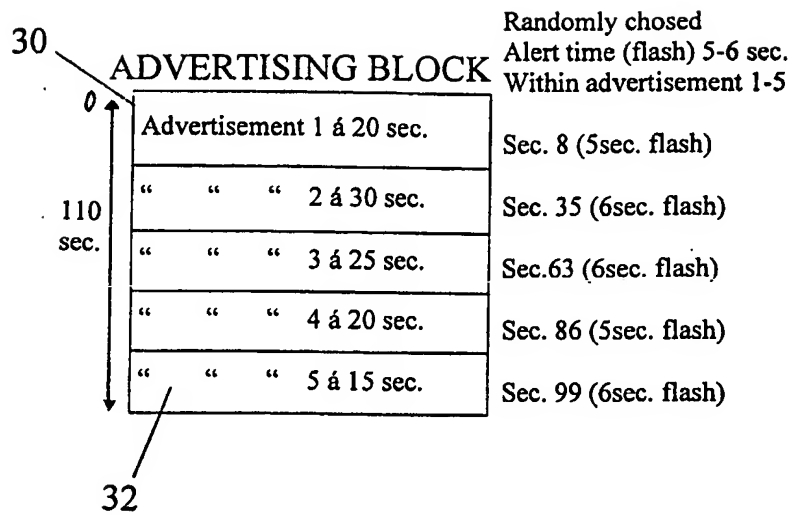 30
ADVERTISING BLOCK
Randomly chosed
Alert time (flash) 5-6 sec.
Within advertisement 1-5
0
110
sec.
Advertisement 1 á 20 sec.
Sec. 8 (5sec. flash)
“ “ “ 2 á 30 sec.
Sec. 35 (6sec. flash)
“ “ “ 3 á 25 sec.
Sec.63 (6sec. flash)
“ “ “ 4 á 20 sec.
Sec. 86 (5sec. flash)
“ “ “ 5 á 15 sec.
Sec. 99 (6sec. flash)
32